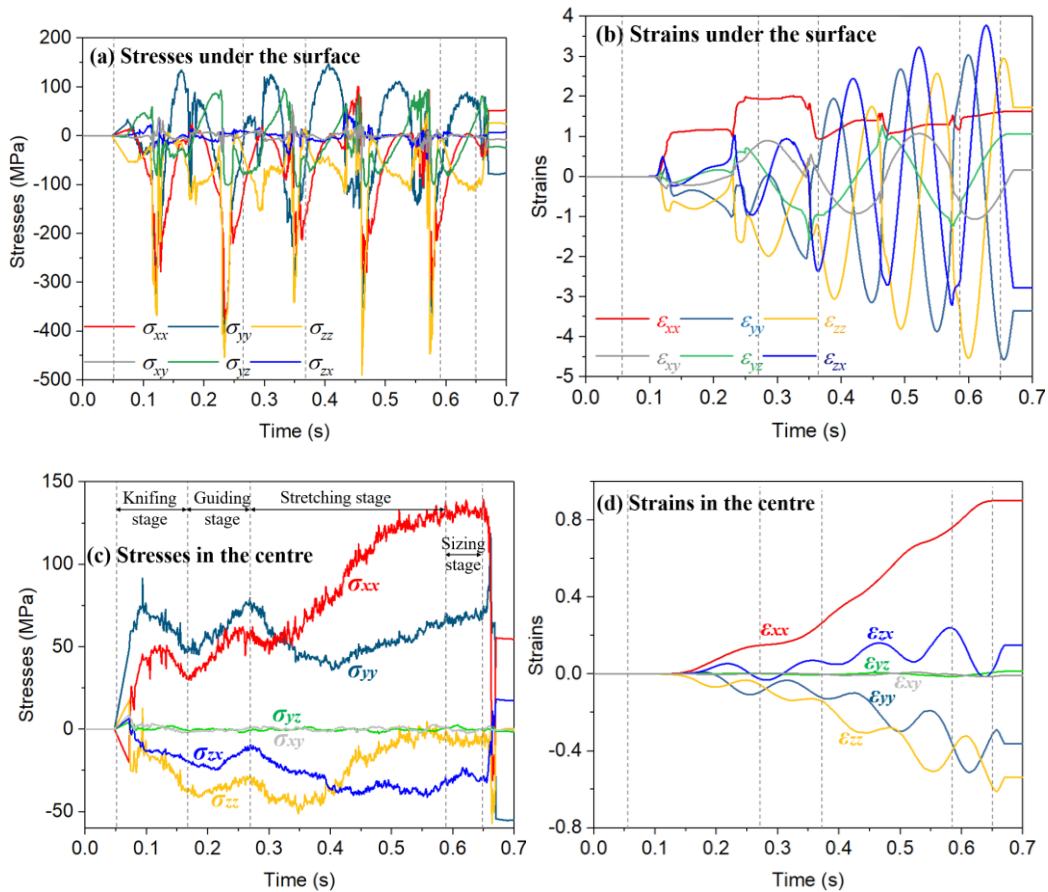 (a) Stresses under the surface
200
100
0
-100
-200
-300
-400
-500
Stresses (MPa)
σxx σyy σzz
σxy σyz σzx
0.0 0.1 0.2 0.3 0.4 0.5 0.6 0.7
Time (s)
(b) Strains under the surface
4
3
2
1
0
-1
-2
-3
-4
-5
Strains
εxx εyy εzz
εxy εyz εzx
0.0 0.1 0.2 0.3 0.4 0.5 0.6 0.7
Time (s)
150
100
50
0
-50
Stresses (MPa)
Knifing Guiding Stretching stage
stage stage
(c) Stresses in the centre
Sizing
stage
σxx
σyy
σyz
σxy
σzx
σzz
0.0 0.1 0.2 0.3 0.4 0.5 0.6 0.7
Time (s)
(d) Strains in the centre
0.8
0.4
0.0
-0.4
-0.8
Strains
εxx
εzx
εyz
εxy
εyy
εzz
0.0 0.1 0.2 0.3 0.4 0.5 0.6 0.7
Time (s)